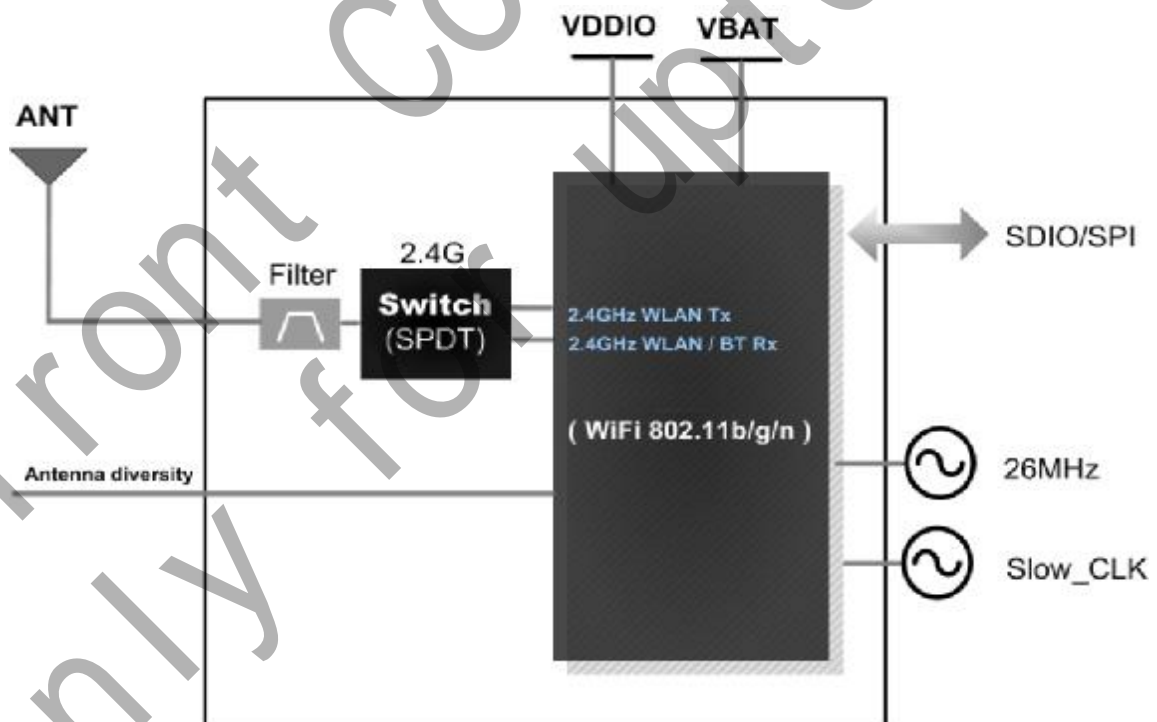 VDDIO VBAT
ANT
2.4G
Filter
Switch
(SPDT)
SDIO/SPI
2.4GHz WLAN Tx
2.4GHz WLAN / BT Rx
( WiFi 802.11b/g/n )
Antenna diversity
26MHz
Slow_CLK